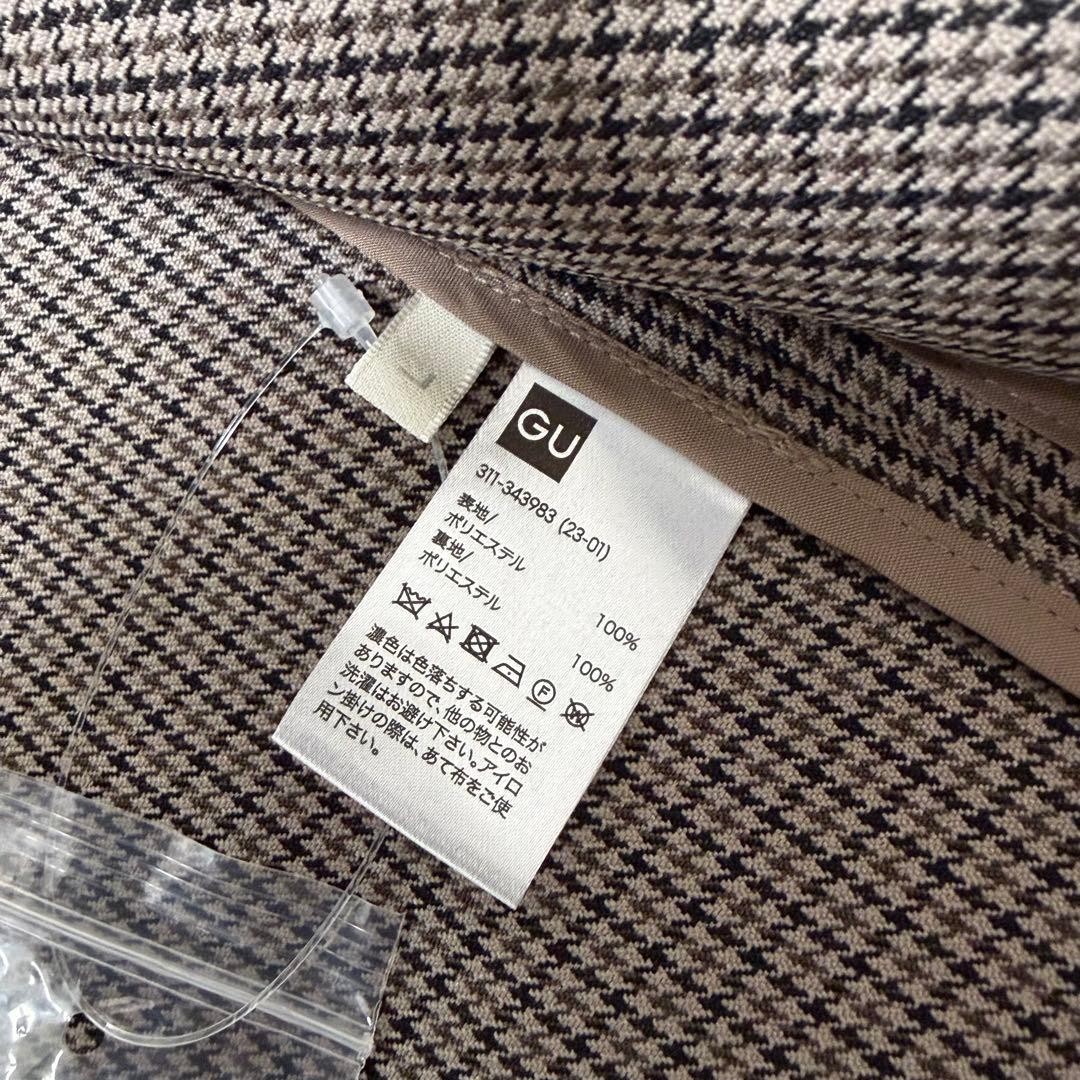 L
GU
311-343983 (23-01)
表地/
ポリエステル 100%
裏地/
ポリエステル 100%
F
濃色は色落ちする可能性が
ありますので、他の物とのお
洗濯はお避け下さい。アイロ
ン掛けの際は、あて布をご使
用下さい。